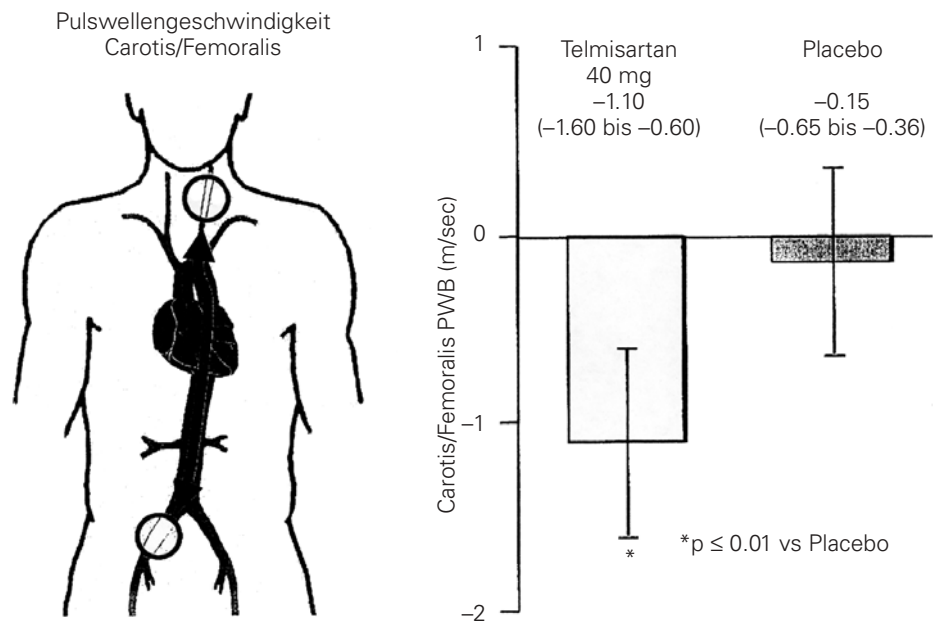 Pulswellengeschwindigkeit
Carotis/Femoralis
Carotis/Femoralis PWB (m/sec)
1
0
–1
–2
Telmisartan
40 mg
–1.10
(–1.60 bis –0.60)
Placebo
–0.15
(–0.65 bis –0.36)
*
*p ≤ 0.01 vs Placebo